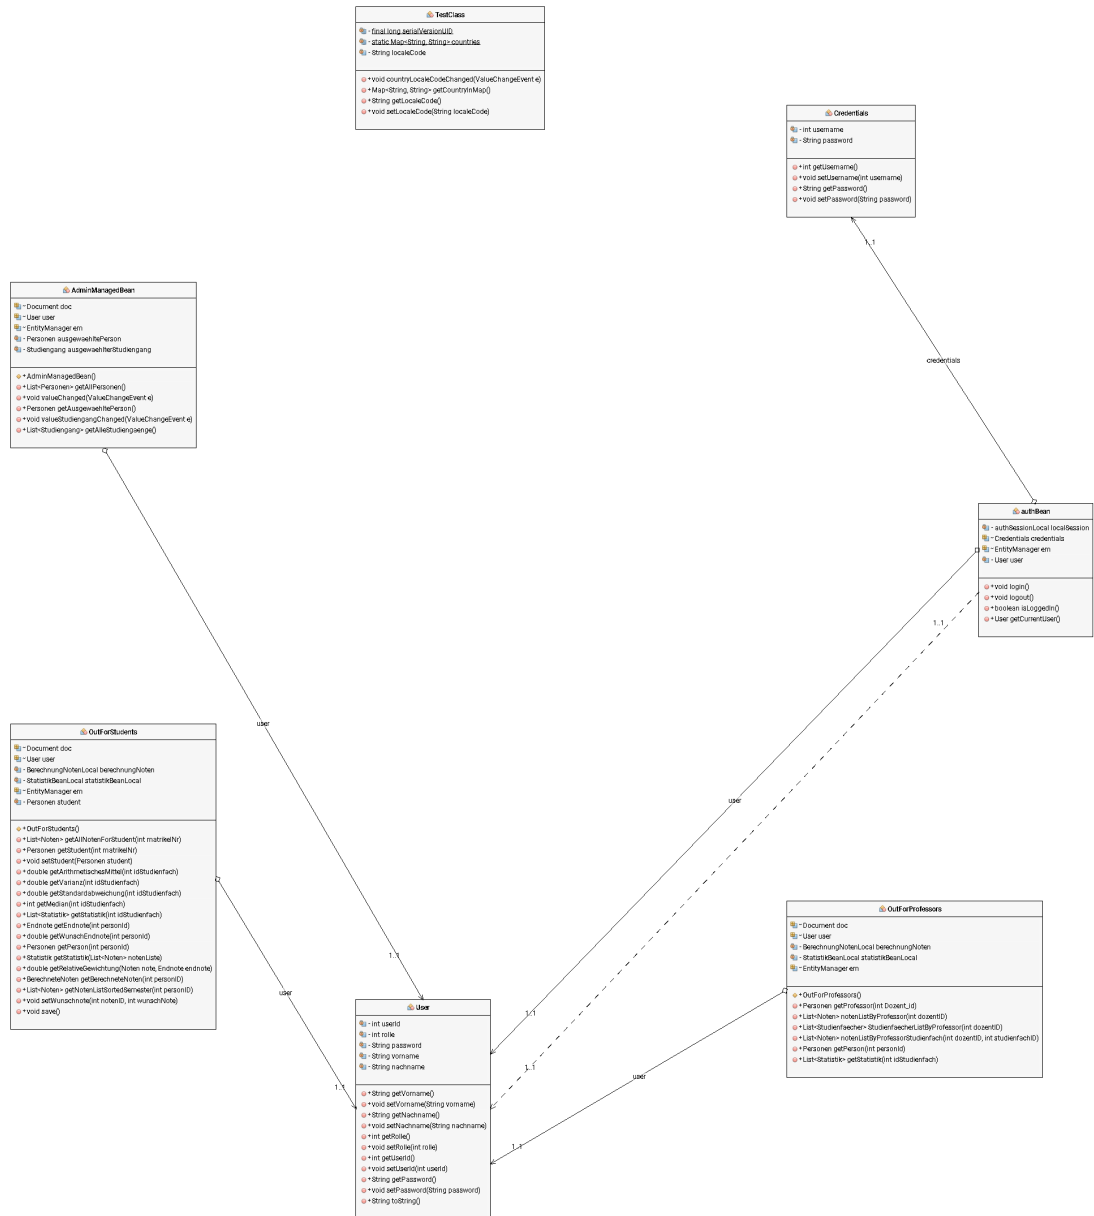 TestClass
- final long serialVersionUID
- static Map<String, String> countries
- String localeCode
+void countryLocaleCodeChanged(ValueChangeEvent e)
+Map<String, String> getCountryInMap()
+String getLocaleCode()
+void setLocaleCode(String localeCode)
Credentials
- int username
- String password
+int getUsername()
+void setUsername(int username)
+String getPassword()
+void setPassword(String password)
1..1
credentials
AdminManagedBean
~Document doc
~User user
~EntityManager em
- Personen ausgewaehltePerson
- Studiengang ausgewaehlterStudiengang
+AdminManagedBean()
+List<Personen> getAllPersonen()
+void valueChanged(ValueChangeEvent e)
+Personen getAusgewaehltePerson()
+void valueStudiengangChanged(ValueChangeEvent e)
+List<Studiengang> getAlleStudiengaenge()
authBean
- authSessionLocal localSession
~Credentials credentials
~EntityManager em
- User user
+void login()
+void logout()
+boolean isLoggedIn()
+User getCurrentUser()
1..1
user
user
OutForStudents
~Document doc
~User user
- BerechnungNotenLocal berechnungNoten
- StatistikBeanLocal statistikBeanLocal
~EntityManager em
- Personen student
+OutForStudents()
+List<Noten> getAllNotenForStudent(int matrikelNr)
+Personen getStudent(int matrikelNr)
+void setStudent(Personen student)
+double getArithmetischesMittel(int idStudienfach)
+double getVarianz(int idStudienfach)
+double getStandardabweichung(int idStudienfach)
+int getMedian(int idStudienfach)
+List<Statistik> getStatistik(int idStudienfach)
+Endnote getEndnote(int personId)
+double getWunschEndnote(int personId)
+Personen getPerson(int personId)
+Statistik getStatistik(List<Noten> notenListe)
+double getRelativeGewichtung(Noten note, Endnote endnote)
+BerechneteNoten getBerechneteNoten(int personID)
+List<Noten> getNotenListSortedSemester(int personID)
+void setWunschnote(int notenID, int wunschNote)
+void save()
OutForProfessors
~Document doc
~User user
- BerechnungNotenLocal berechnungNoten
- StatistikBeanLocal statistikBeanLocal
~EntityManager em
+OutForProfessors()
+Personen getProfessor(int Dozent_id)
+List<Noten> notenListByProfessor(int dozentID)
+List<Studienfaecher> StudienfaecherListByProfessor(int dozentID)
+List<Noten> notenListByProfessorStudienfach(int dozentID, int studienfachID)
+Personen getPerson(int personId)
+List<Statistik> getStatistik(int idStudienfach)
1..1
user
User
- int userId
- int rolle
- String password
- String vorname
- String nachname
+String getVorname()
+void setVorname(String vorname)
+String getNachname()
+void setNachname(String nachname)
+int getRolle()
+void setRolle(int rolle)
+int getUserId()
+void setUserId(int userId)
+String getPassword()
+void setPassword(String password)
+String toString()
1..1
1..1
user
1..1
1..1